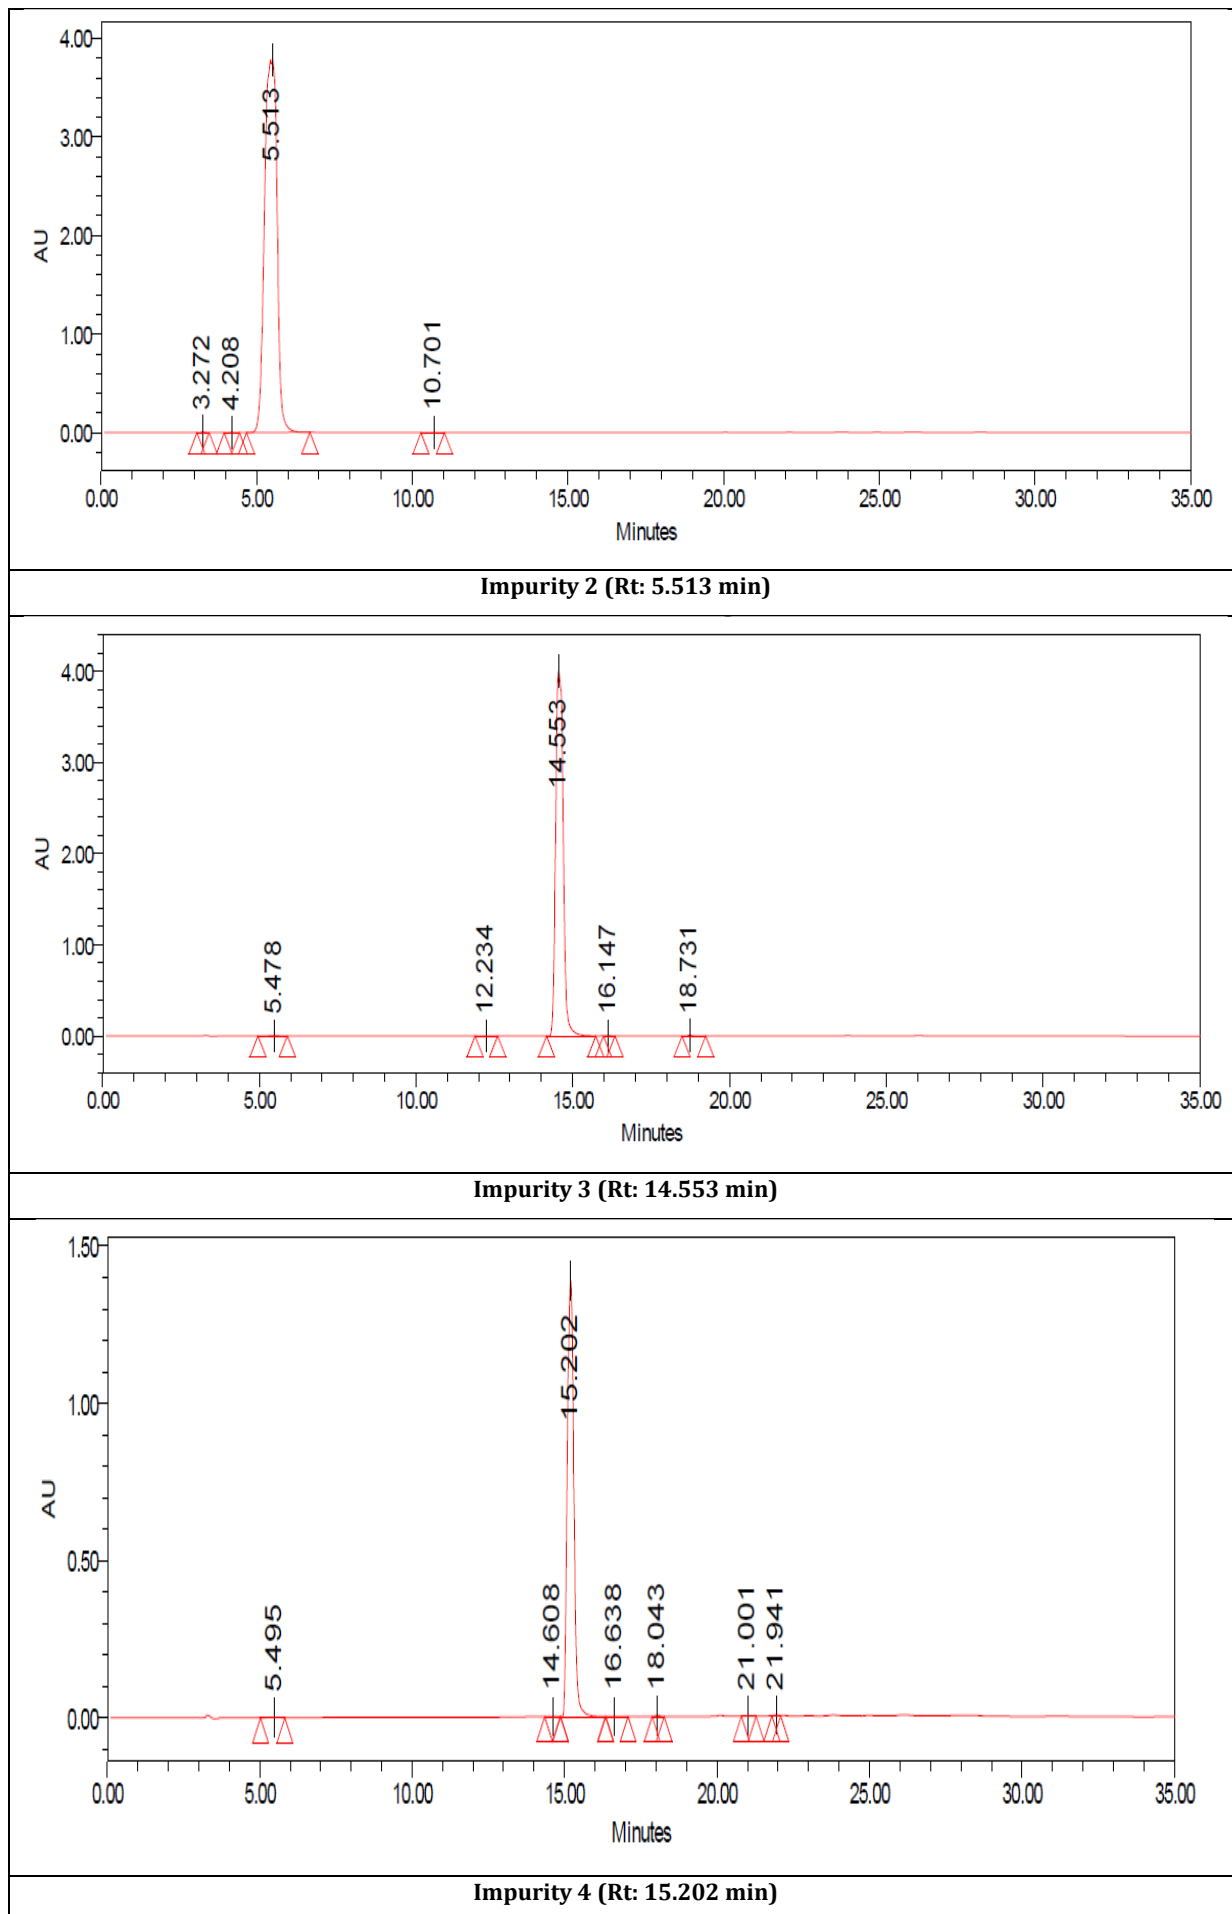 4.00
3.00
2.00
1.00
0.00
AU
5.513
3.272
4.208
10.701
0.00 5.00 10.00 15.00 20.00 25.00 30.00 35.00
Minutes
Impurity 2 (Rt: 5.513 min)
4.00
3.00
2.00
1.00
0.00
AU
5.478
12.234
14.553
16.147
18.731
0.00 5.00 10.00 15.00 20.00 25.00 30.00 35.00
Minutes
Impurity 3 (Rt: 14.553 min)
1.50
1.00
0.50
0.00
AU
5.495
14.608
15.202
16.638
18.043
21.001
21.941
0.00 5.00 10.00 15.00 20.00 25.00 30.00 35.00
Minutes
Impurity 4 (Rt: 15.202 min)